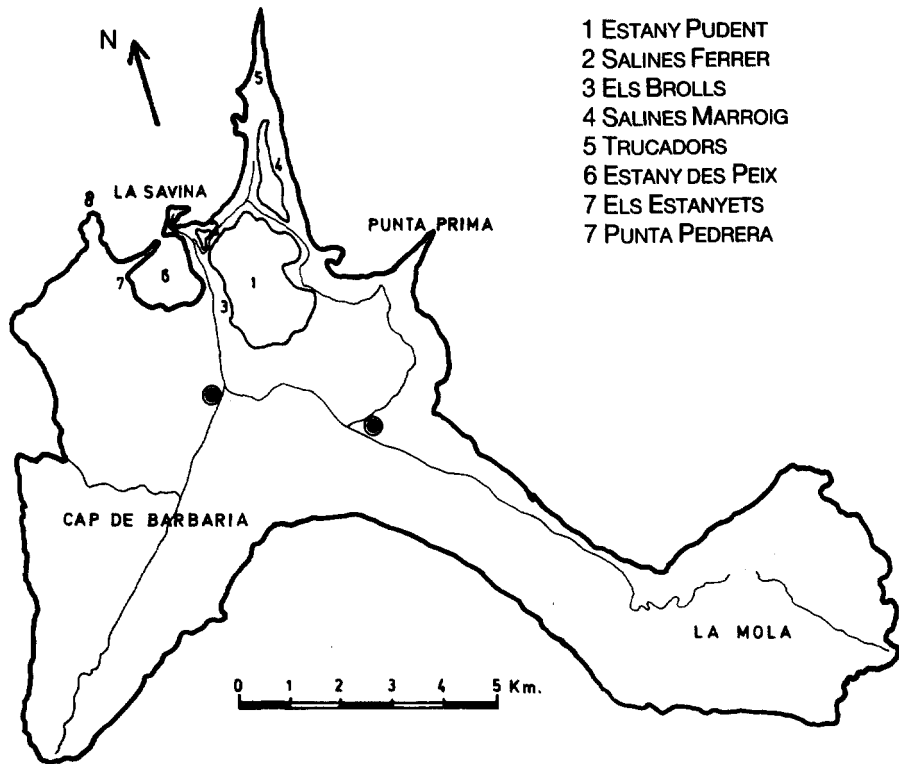 N
1 ESTANY PUDENT
2 SALINES FERRER
3 ELS BROLLS
4 SALINES MARROIG
5 TRUCADORS
6 ESTANY DES PEIX
7 ELS ESTANYETS
7 PUNTA PEDRERA
5
4
8
LA SAVINA
PUNTA PRIMA
7
6
2
1
3
CAP DE BARBARIA
LA MOLA
0 1 2 3 4 5 Km.